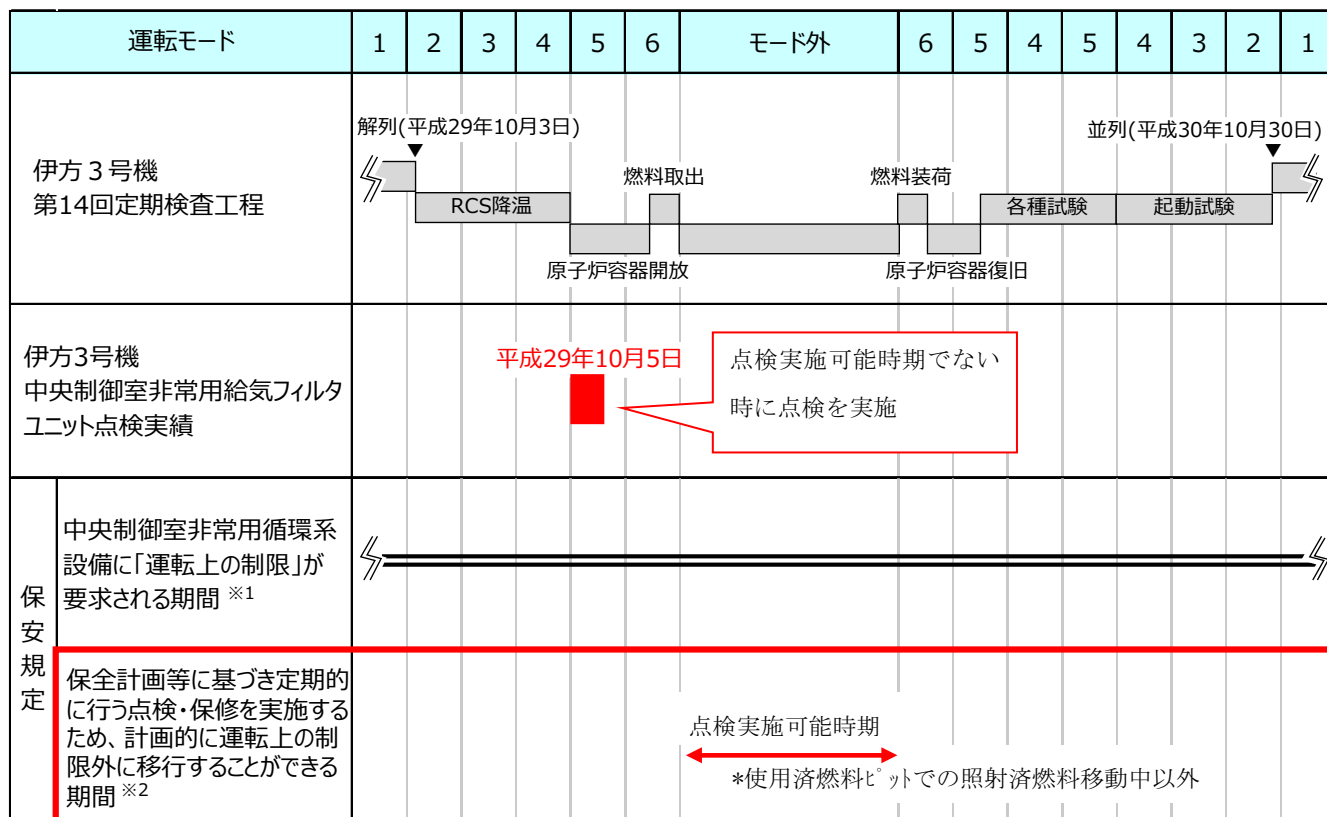 運転モード 1 2 3 4 5 6 モード外 6 5 4 5 4 3 2 1
伊方３号機
第14回定期検査工程
解列(平成29年10月3日)
並列(平成30年10月30日)
燃料取出
燃料装荷
RCS降温
各種試験
起動試験
原子炉容器開放
原子炉容器復旧
伊方3号機
中央制御室非常用給気フィルタ
ユニット点検実績
平成29年10月5日
点検実施可能時期でない
時に点検を実施
保安規定
中央制御室非常用循環系
設備に「運転上の制限」が
要求される期間 ※1
保全計画等に基づき定期的
に行う点検・保修を実施する
ため、計画的に運転上の制
限外に移行することができる
期間 ※2
点検実施可能時期
*使用済燃料ﾋﾟｯﾄでの照射済燃料移動中以外